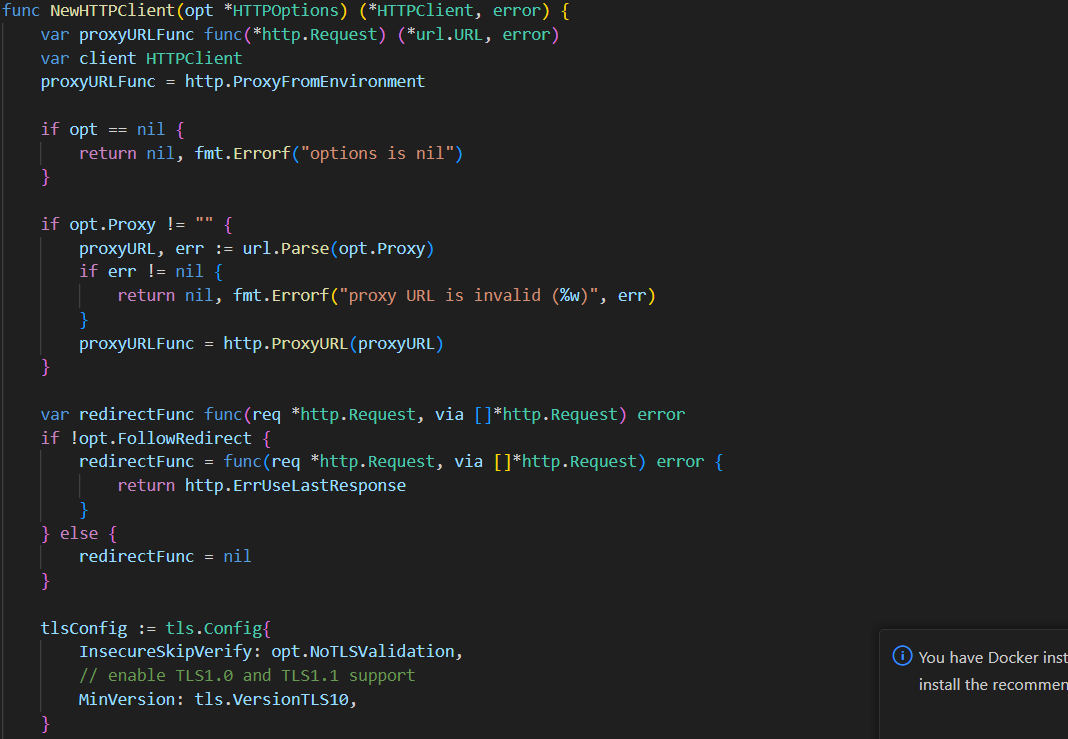 func NewHTTPClient(opt *HTTPOptions) (*HTTPClient, error) {
    var proxyURLFunc func(*http.Request) (*url.URL, error)
    var client HTTPClient
    proxyURLFunc = http.ProxyFromEnvironment

    if opt == nil {
        return nil, fmt.Errorf("options is nil")
    }

    if opt.Proxy != "" {
        proxyURL, err := url.Parse(opt.Proxy)
        if err != nil {
            return nil, fmt.Errorf("proxy URL is invalid (%w)", err)
        }
        proxyURLFunc = http.ProxyURL(proxyURL)
    }

    var redirectFunc func(req *http.Request, via []*http.Request) error
    if !opt.FollowRedirect {
        redirectFunc = func(req *http.Request, via []*http.Request) error {
            return http.ErrUseLastResponse
        }
    } else {
        redirectFunc = nil
    }

    tlsConfig := tls.Config{
        InsecureSkipVerify: opt.NoTLSValidation,
        // enable TLS1.0 and TLS1.1 support
        MinVersion: tls.VersionTLS10,
    }
You have Docker inst
install the recommen